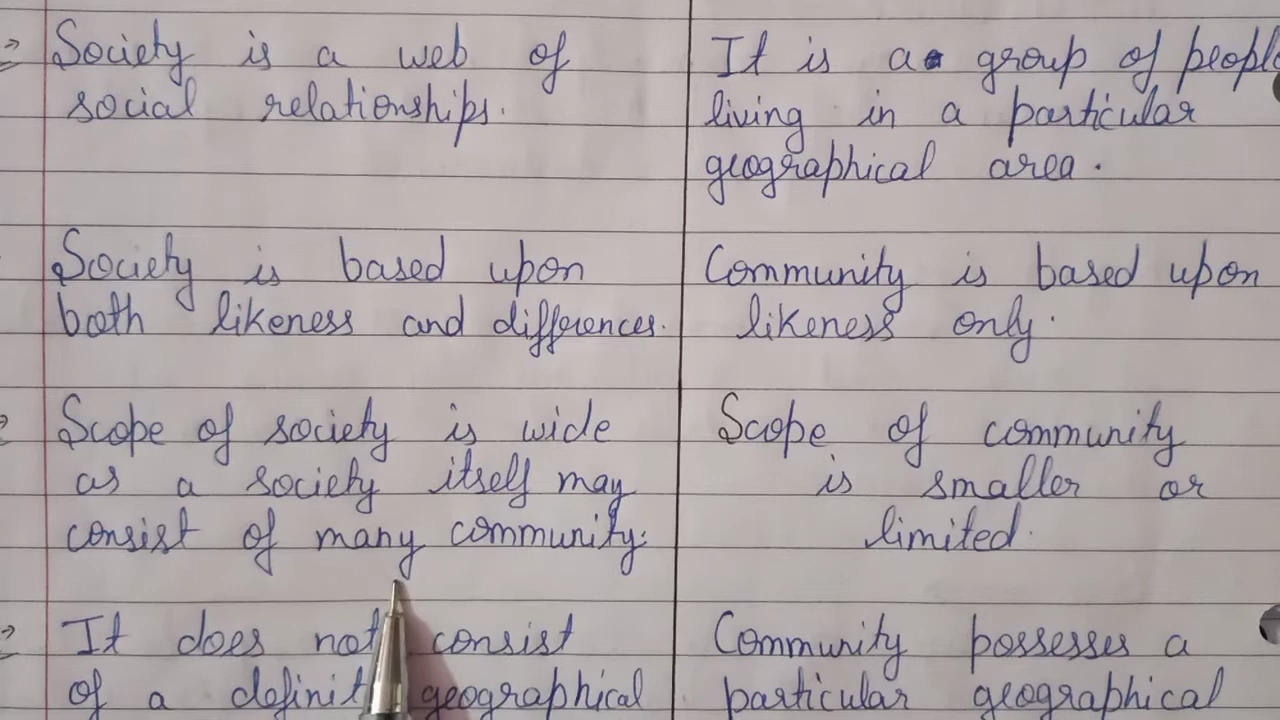 Society is a web of
social relationships.
Society is based upon
both likeness and differences.
Scope of society is wide
as a society itself may
consist of many community.
It does not consist
of a geographical
It is a group of people
living in a particular
geographical area.
Community is based upon
likeness only.
Scope of community
is smaller or
limited.
Community possesses a
particular geographical